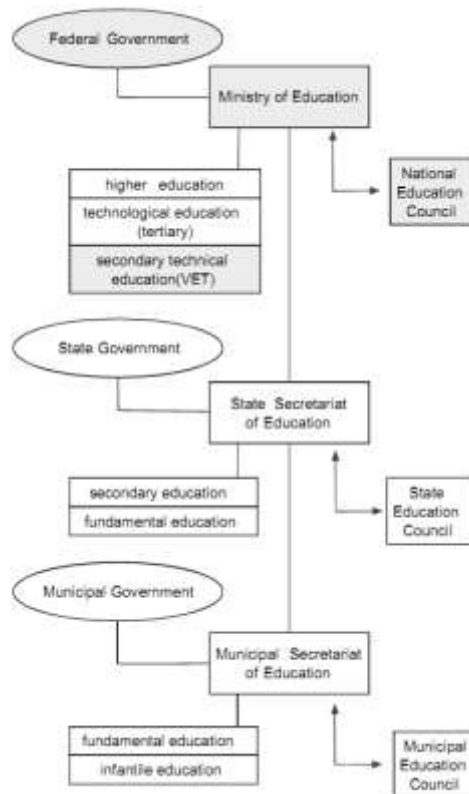 Federal Government
Ministry of Education
higher education
technological education
(tertiary)
secondary technical
education(VET)
National
Education
Council
State Government
State Secretariat
of Education
secondary education
fundamental education
State
Education
Council
Municipal Government
Municipal Secretariat
of Education
fundamental education
infantile education
Municipal
Education
Council